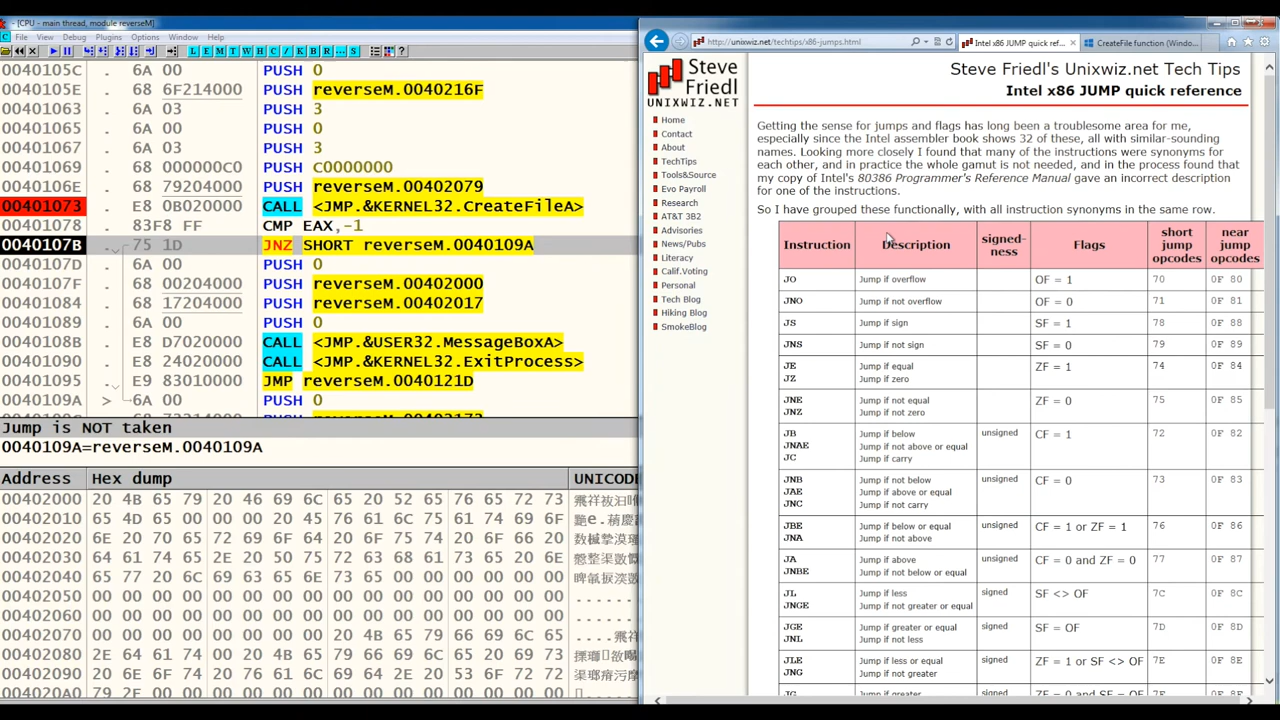 - [CPU - main thread, module reverseM]
C File View Debug Plugins Options Window Help
L E M T W H C / K B R ... S ?
0040105C . 6A 00 PUSH 0
0040105E . 68 6F214000 PUSH reverseM.0040216F
00401063 . 6A 03 PUSH 3
00401065 . 6A 00 PUSH 0
00401067 . 6A 03 PUSH 3
00401069 . 68 000000C0 PUSH C0000000
0040106E . 68 79204000 PUSH reverseM.00402079
00401073 . E8 0B020000 CALL <JMP.&KERNEL32.CreateFileA>
00401078 . 83F8 FF CMP EAX,-1
0040107B . 75 1D JNZ SHORT reverseM.0040109A
0040107D . 6A 00 PUSH 0
0040107F . 68 00204000 PUSH reverseM.00402000
00401084 . 68 17204000 PUSH reverseM.00402017
00401089 . 6A 00 PUSH 0
0040108B . E8 D7020000 CALL <JMP.&USER32.MessageBoxA>
00401090 . E8 24020000 CALL <JMP.&KERNEL32.ExitProcess>
00401095 . E9 83010000 JMP reverseM.0040121D
0040109A > 6A 00 PUSH 0
Jump is NOT taken
0040109A=reverseM.0040109A
Address Hex dump UNICODE
00402000 20 4B 65 79 20 46 69 6C 65 20 52 65 76 65 72 73
00402010 65 4D 65 00 00 00 20 45 76 61 6C 75 61 74 69 6F
00402020 6E 20 70 65 72 69 6F 64 20 6F 75 74 20 6F 66 20
00402030 64 61 74 65 2E 20 50 75 72 63 68 61 73 65 20 6E
00402040 65 77 20 6C 69 63 65 6E 73 65 00 00 00 00 00 00
00402050 00 00 00 00 00 00 00 00 00 00 00 00 00 00 00 00 .......
00402060 00 00 00 00 00 00 00 00 00 00 00 00 00 00 00 00 .......
00402070 00 00 00 00 00 00 00 00 00 20 4B 65 79 66 69 6C 65
00402080 2E 64 61 74 00 20 4B 65 79 66 69 6C 65 20 69 73
00402090 20 6E 6F 74 20 76 61 6C 69 64 2E 20 53 6F 72 72
004020A0 79 2E 00 00 00 00 00 00 00 00 00 00 00 00 00 00
http://unixwiz.net/techtips/x86-jumps.html
Intel x86 JUMP quick ref...
CreateFile function (Windo...
Steve
Friedl
UNIXWIZ.NET
Home
Contact
About
TechTips
Tools&Source
Evo Payroll
Research
AT&T 3B2
Advisories
News/Pubs
Literacy
Calif.Voting
Personal
Tech Blog
Hiking Blog
SmokeBlog
Steve Friedl's Unixwiz.net Tech Tips
Intel x86 JUMP quick reference
Getting the sense for jumps and flags has long been a troublesome area for me,
especially since the Intel assembler book shows 32 of these, all with similar-sounding
names. Looking more closely I found that many of the instructions were synonyms for
each other, and in practice the whole gamut is not needed, and in the process found that
my copy of Intel's 80386 Programmer's Reference Manual gave an incorrect description
for one of the instructions.
So I have grouped these functionally, with all instruction synonyms in the same row.
Instruction Description signed-ness Flags short jump opcodes near jump opcodes
JO Jump if overflow OF = 1 70 0F 80
JNO Jump if not overflow OF = 0 71 0F 81
JS Jump if sign SF = 1 78 0F 88
JNS Jump if not sign SF = 0 79 0F 89
JE Jump if equal ZF = 1 74 0F 84
JZ Jump if zero
JNE Jump if not equal ZF = 0 75 0F 85
JNZ Jump if not zero
JB Jump if below unsigned CF = 1 72 0F 82
JNAE Jump if not above or equal
JC Jump if carry
JNB Jump if not below unsigned CF = 0 73 0F 83
JAE Jump if above or equal
JNC Jump if not carry
JBE Jump if below or equal unsigned CF = 1 or ZF = 1 76 0F 86
JNA Jump if not above
JA Jump if above unsigned CF = 0 and ZF = 0 77 0F 87
JNBE Jump if not below or equal
JL Jump if less signed SF <> OF 7C 0F 8C
JNGE Jump if not greater or equal
JGE Jump if greater or equal signed SF = OF 7D 0F 8D
JNL Jump if not less
JLE Jump if less or equal signed ZF = 1 or SF <> OF 7E 0F 8E
JNG Jump if not greater
JG Jump if greater signed ZF = 0 and SF = OF 7F 0F 8F